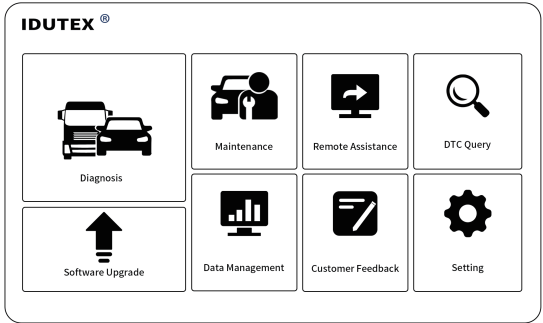 IDUTEX ®
Diagnosis
Maintenance
Remote Assistance
DTC Query
Software Upgrade
Data Management
Customer Feedback
Setting